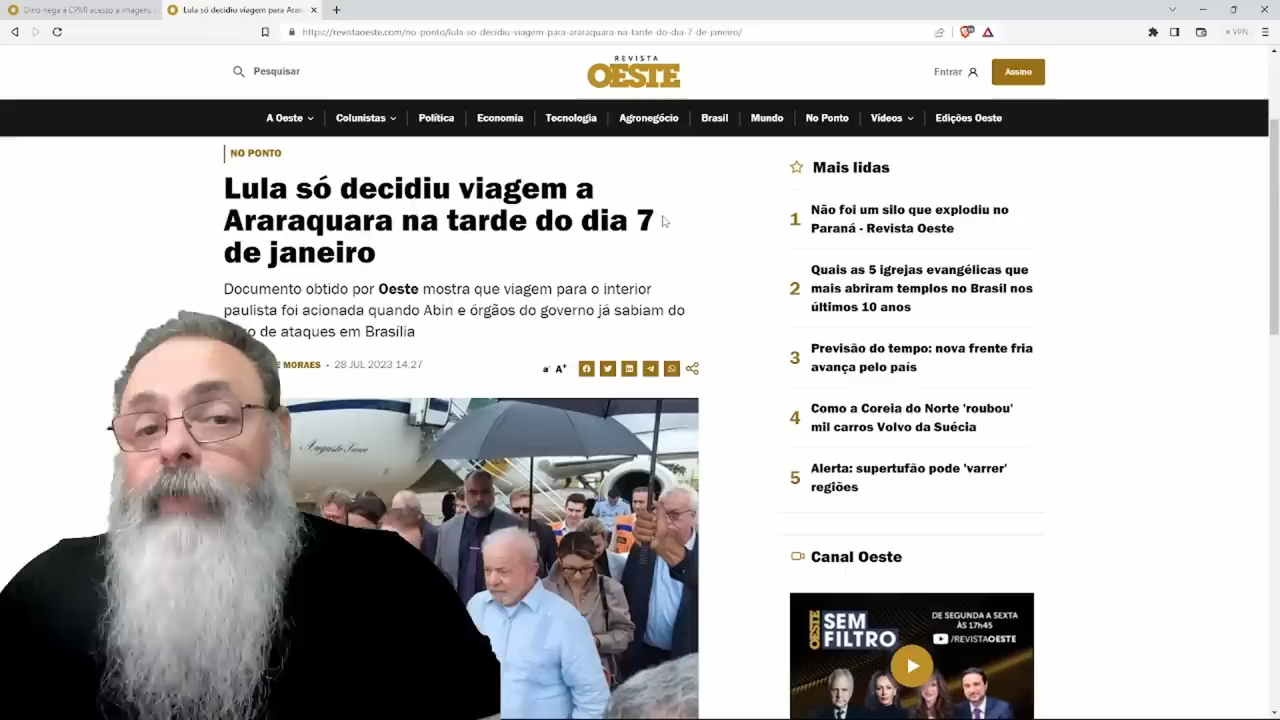 Dino nega à CPMI acesso a imagens
Lula só decidiu viagem para Arar
https://revistaoeste.com/no-ponto/lula-so-decidiu-viagem-para-araraquara-na-tarde-do-dia-7-de-janeiro/
VPN
Pesquisar
REVISTA
OESTE
Entrar
Assine
A Oeste
Colunistas
Política
Economia
Tecnologia
Agronegócio
Brasil
Mundo
No Ponto
Vídeos
Edições Oeste
NO PONTO
Lula só decidiu viagem a
Araraquara na tarde do dia 7
de janeiro
Documento obtido por Oeste mostra que viagem para o interior
paulista foi acionada quando Abin e órgãos do governo já sabiam do
de ataques em Brasília
MORAES - 28 JUL 2023 14:27
a- A+
Mais lidas
1 Não foi um silo que explodiu no
Paraná - Revista Oeste
2 Quais as 5 igrejas evangélicas que
mais abriram templos no Brasil nos
últimos 10 anos
3 Previsão do tempo: nova frente fria
avança pelo país
4 Como a Coreia do Norte 'roubou'
mil carros Volvo da Suécia
5 Alerta: supertufão pode 'varrer'
regiões
Canal Oeste
OESTE
SEM
FILTRO
DE SEGUNDA A SEXTA
ÀS 17h45
/REVISTAOESTE